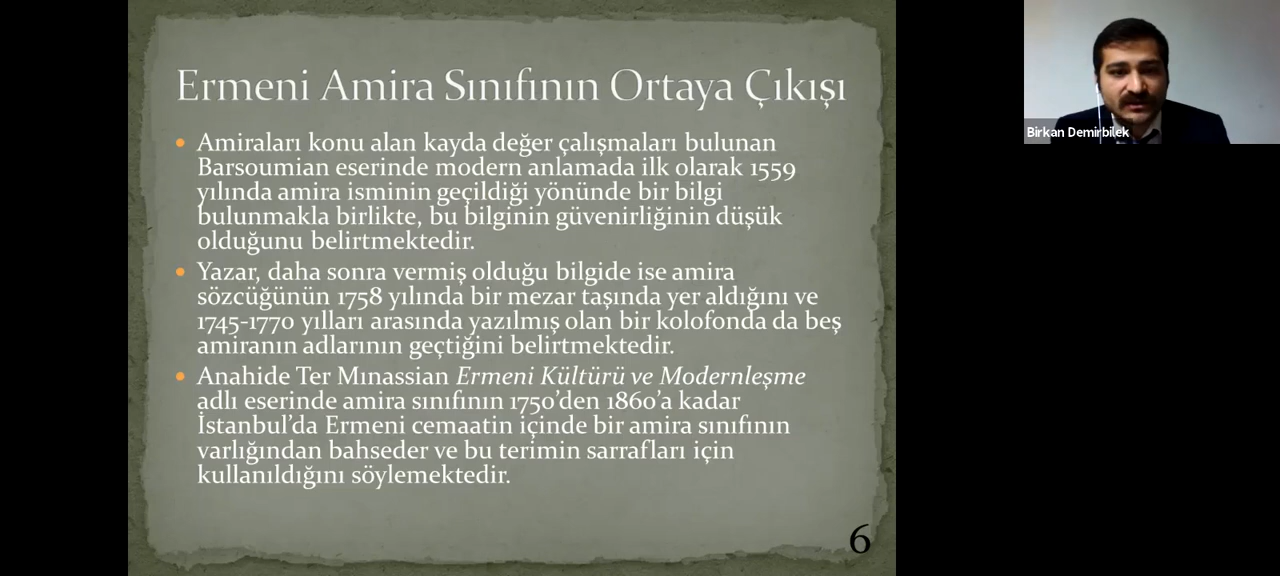 Ermeni Amira Sınıfının Ortaya Çıkışı
• Amiraları konu alan kayda değer çalışmaları bulunan
Barsoumian eserinde modern anlamada ilk olarak 1559
yılında amira isminin geçildiği yönünde bir bilgi
bulunmakla birlikte, bu bilginin güvenirliğinin düşük
olduğunu belirtmektedir.
• Yazar, daha sonra vermiş olduğu bilgide ise amira
sözcüğünün 1758 yılında bir mezar taşında yer aldığını ve
1745-1770 yılları arasında yazılmış olan bir kolofonda da beş
amiranın adlarının geçtiğini belirtmektedir.
• Anahide Ter Mınassian Ermeni Kültürü ve Modernleşme
adlı eserinde amira sınıfının 1750’den 1860’a kadar
İstanbul’da Ermeni cemaatin içinde bir amira sınıfının
varlığından bahseder ve bu terimin sarrafları için
kullanıldığını söylemektedir.
6
Birkan Demirbilek